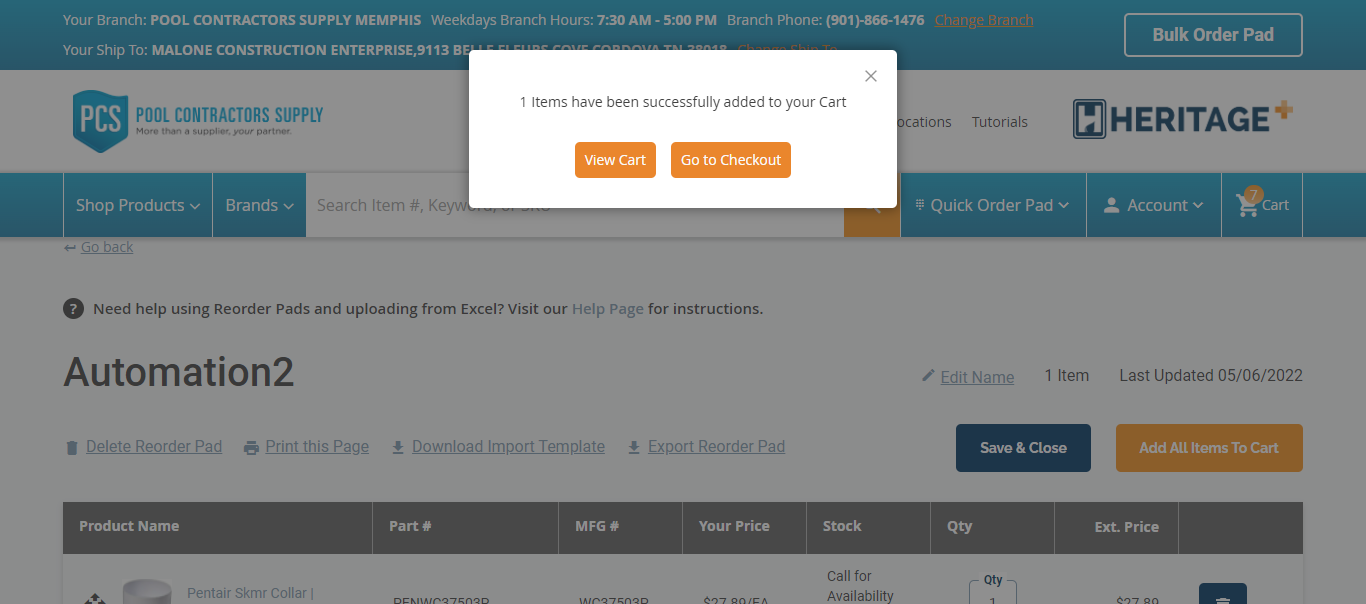 Your Branch: POOL CONTRACTORS SUPPLY MEMPHIS Weekdays Branch Hours: 7:30 AM - 5:00 PM Branch Phone: (901)-866-1476 Change Branch
Your Ship To: MALONE CONSTRUCTION ENTERPRISE,9113 BELLE FLEURS COVE CORDOVA TN 38018 Change Ship To
Bulk Order Pad
1 Items have been successfully added to your Cart
View Cart Go to Checkout
PCS POOL CONTRACTORS SUPPLY
More than a supplier, your partner.
ocations Tutorials
HERITAGE+
Shop Products Brands Search Item #, Keyword, or SKU Quick Order Pad Account 7 Cart
Go back
? Need help using Reorder Pads and uploading from Excel? Visit our Help Page for instructions.
Automation2
Edit Name 1 Item Last Updated 05/06/2022
Delete Reorder Pad Print this Page Download Import Template Export Reorder Pad Save & Close Add All Items To Cart
Product Name Part # MFG # Your Price Stock Qty Ext. Price
Pentair Skmr Collar | PENWC37503P WC37503P $27.89/EA Call for
Availability Qty
1 $27.89